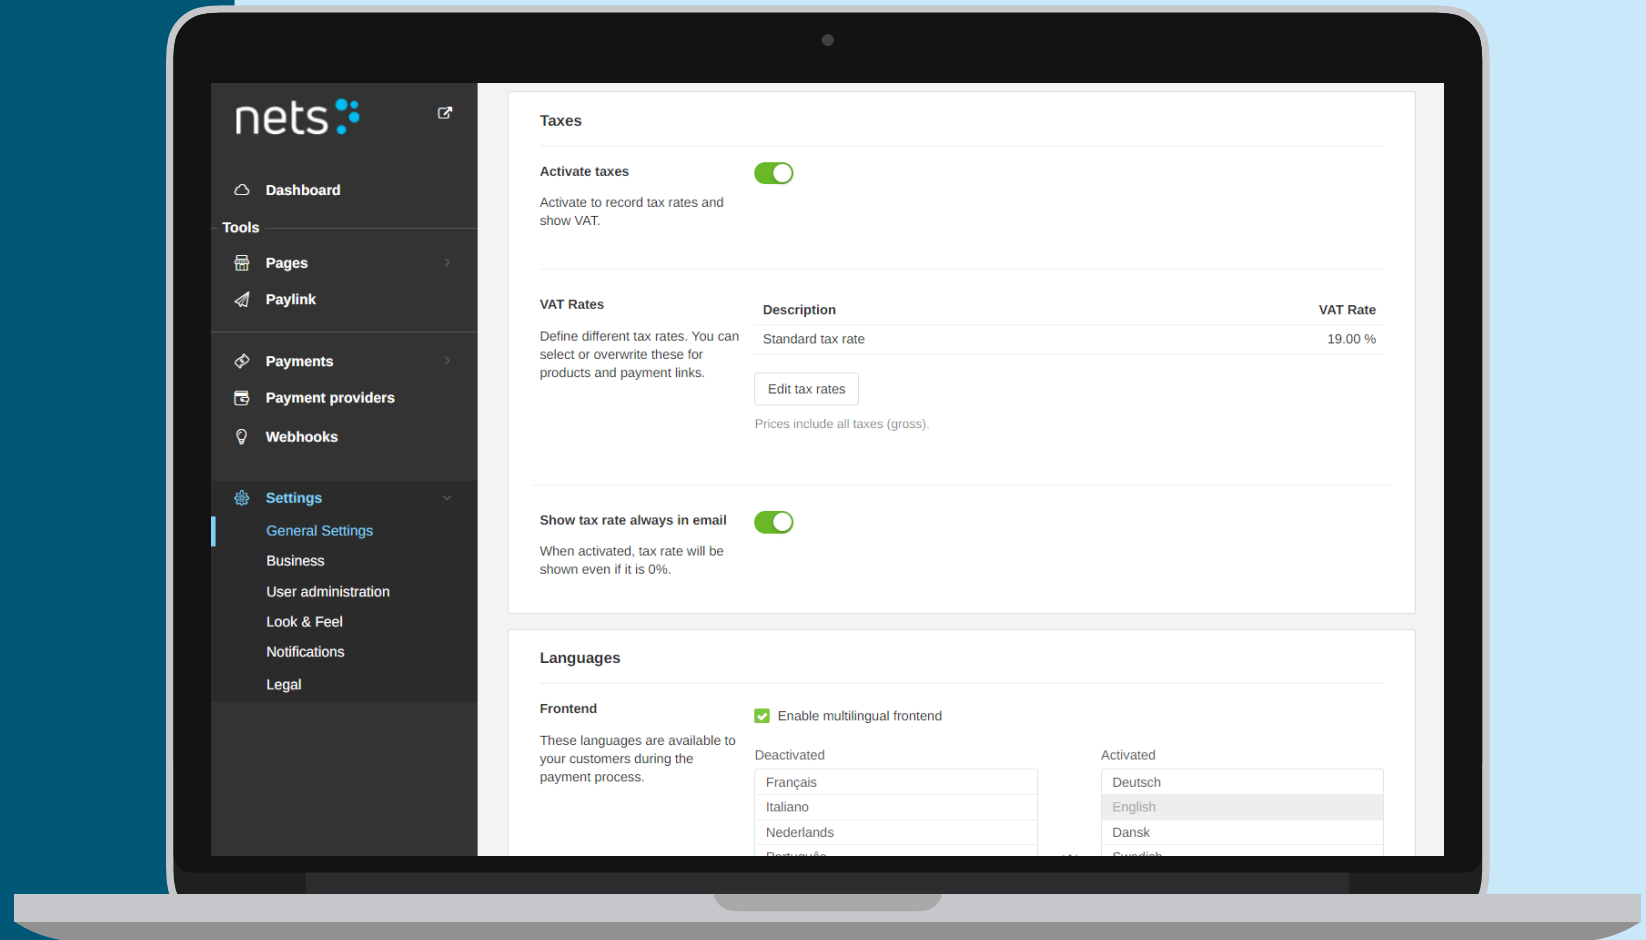 nets
Dashboard
Tools
Pages
Paylink
Payments
Payment providers
Webhooks
Settings
General Settings
Business
User administration
Look & Feel
Notifications
Legal
Taxes
Activate taxes
Activate to record tax rates and
show VAT.
VAT Rates
Define different tax rates. You can
select or overwrite these for
products and payment links.
Description VAT Rate
Standard tax rate 19.00 %
Edit tax rates
Prices include all taxes (gross).
Show tax rate always in email
When activated, tax rate will be
shown even if it is 0%.
Languages
Frontend
These languages are available to
your customers during the
payment process.
Enable multilingual frontend
Deactivated
Français
Italiano
Nederlands
Português
Activated
Deutsch
English
Dansk
Swedish